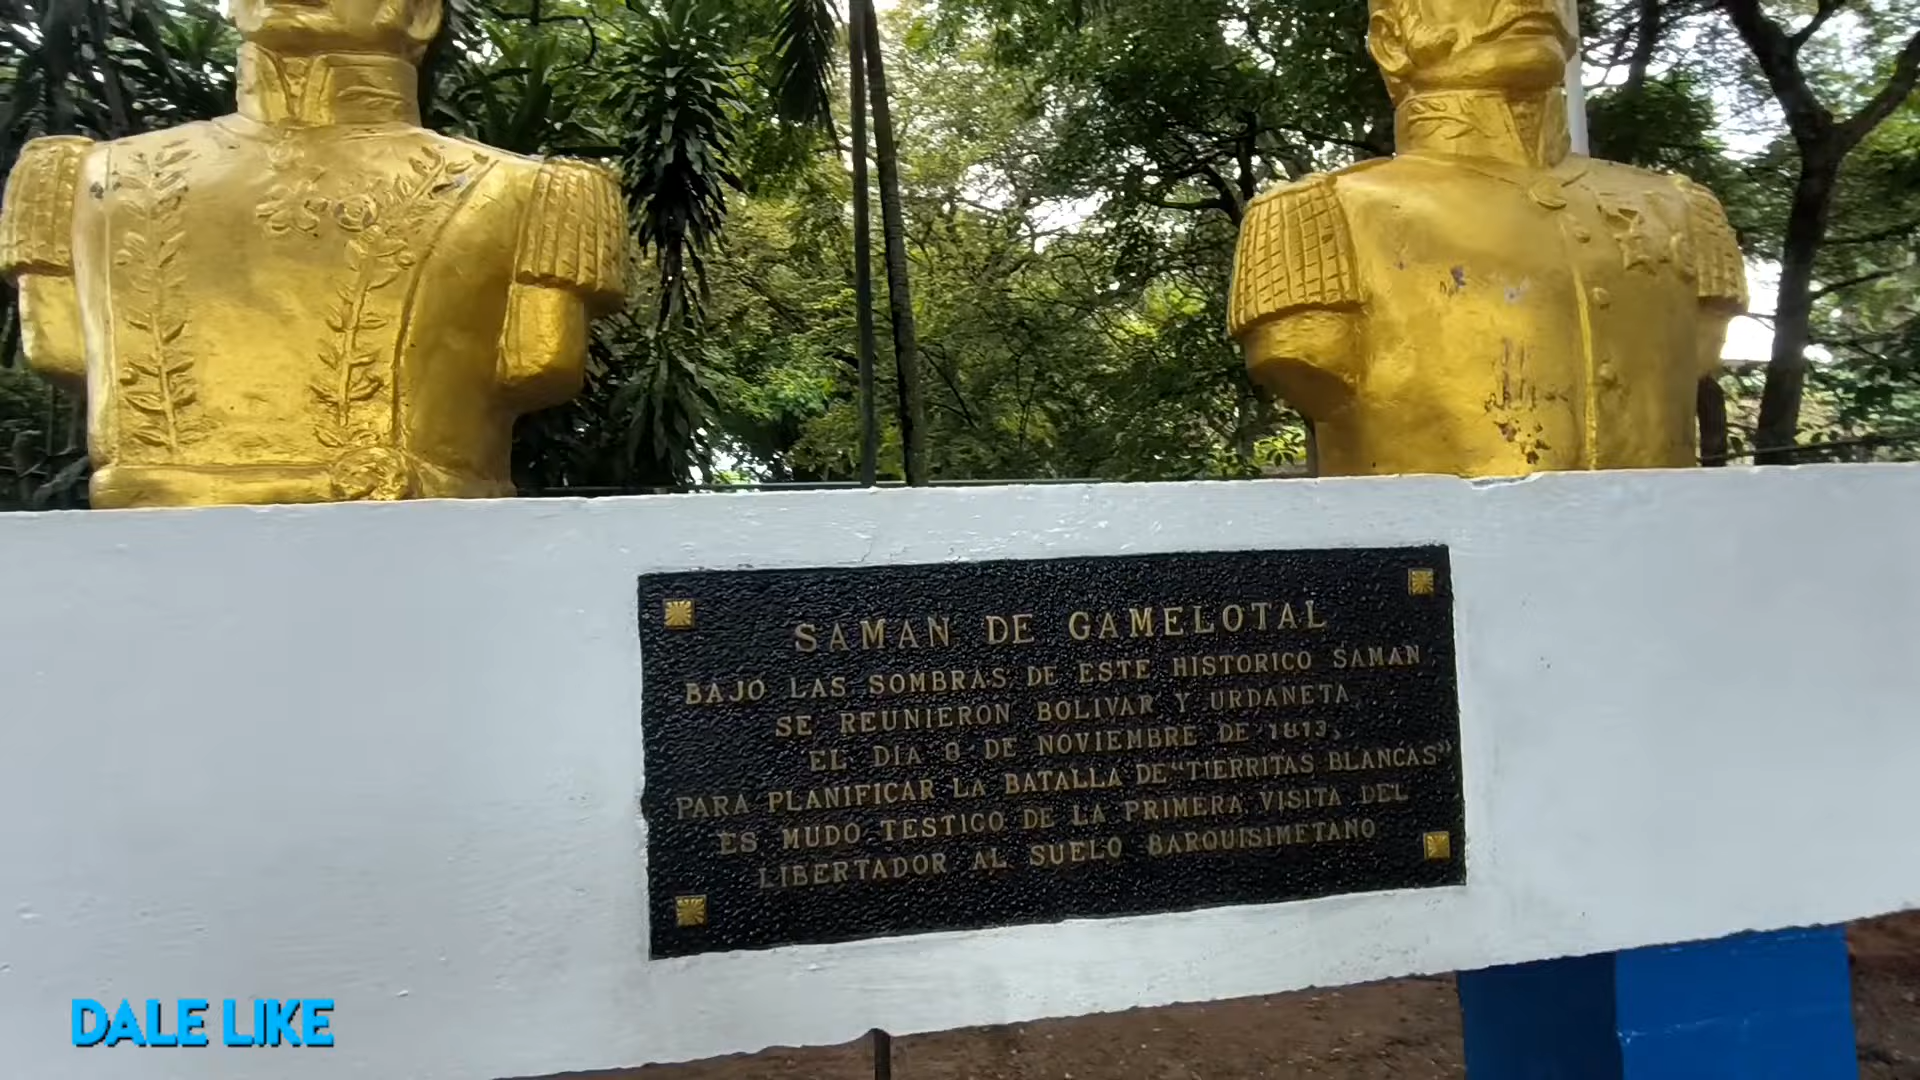 SAMAN DE GAMELOTAL
BAJO LAS SOMBRAS DE ESTE HISTORICO SAMAN
SE REUNIERON BOLIVAR Y URDANETA
EL DIA 8 DE NOVIEMBRE DE 1813,
PARA PLANIFICAR LA BATALLA DE "TIERRITAS BLANCAS"
ES MUDO TESTIGO DE LA PRIMERA VISITA DEL
LIBERTADOR AL SUELO BARQUISIMETANO
DALE LIKE